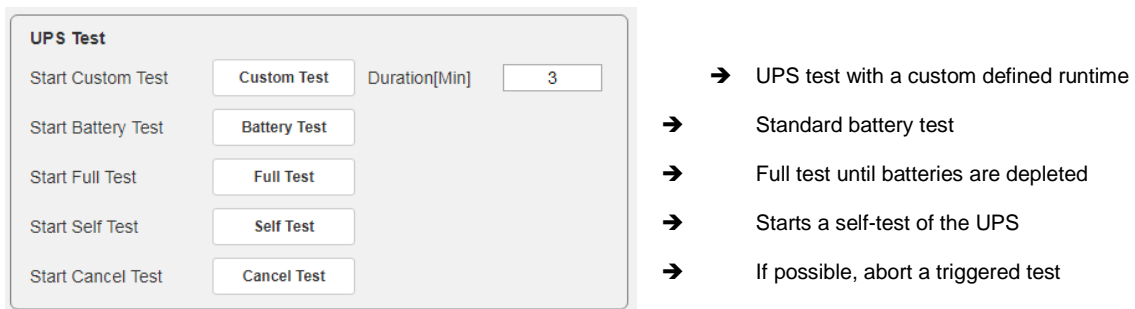 UPS Test
Start Custom Test Custom Test Duration[Min] 3 ➔ UPS test with a custom defined runtime
Start Battery Test Battery Test ➔ Standard battery test
Start Full Test Full Test ➔ Full test until batteries are depleted
Start Self Test Self Test ➔ Starts a self-test of the UPS
Start Cancel Test Cancel Test ➔ If possible, abort a triggered test